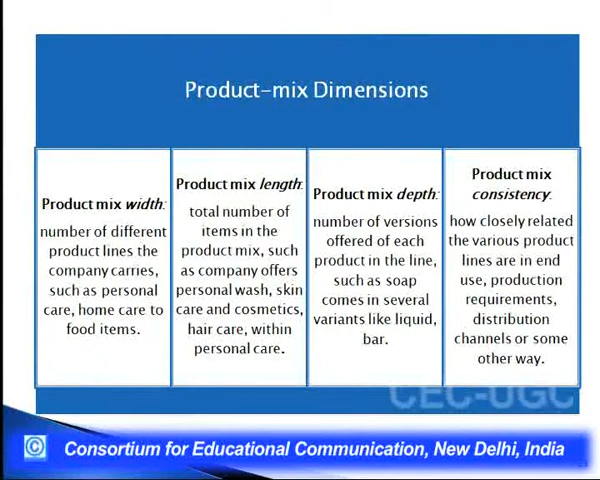 Product-mix Dimensions
Product mix width:
number of different
product lines the
company carries,
such as personal
care, home care to
food items.
Product mix length:
total number of
items in the
product mix, such
as company offers
personal wash, skin
care and cosmetics,
hair care, within
personal care.
Product mix depth:
number of versions
offered of each
product in the line,
such as soap
comes in several
variants like liquid,
bar.
Product mix
consistency:
how closely related
the various product
lines are in end
use, production
requirements,
distribution
channels or some
other way.
CEC-UGC
© Consortium for Educational Communication, New Delhi, India